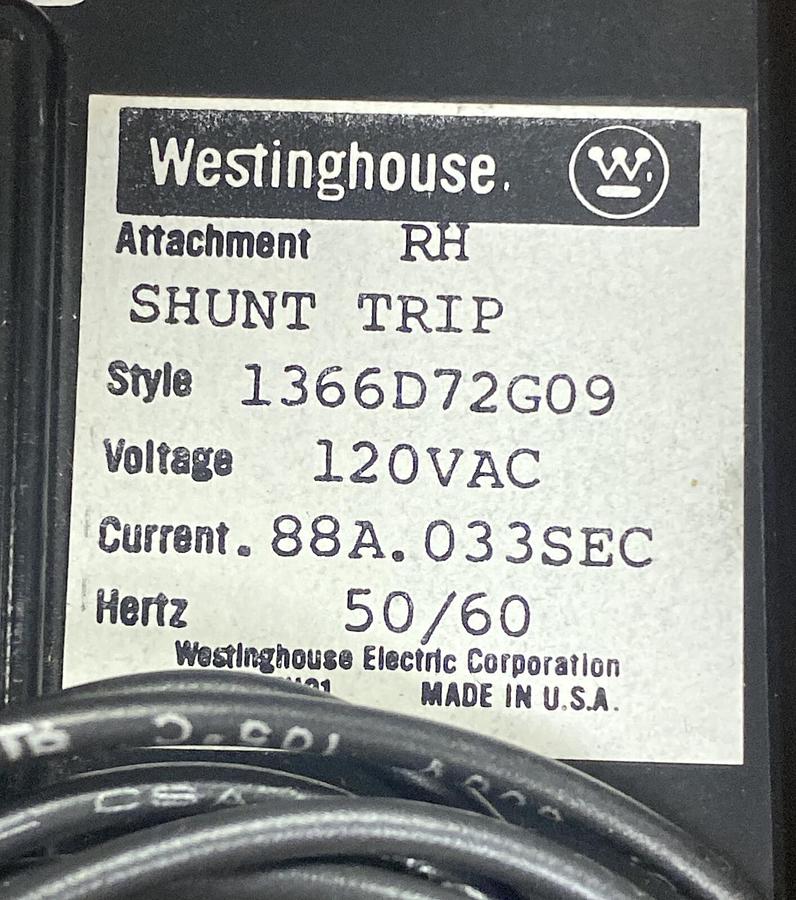 Westinghouse.
Attachment RH
SHUNT TRIP
Style 1366D72G09
Voltage 120VAC
Current .88A.033SEC
Hertz 50/60
Westinghouse Electric Corporation
MADE IN U.S.A.
CSA